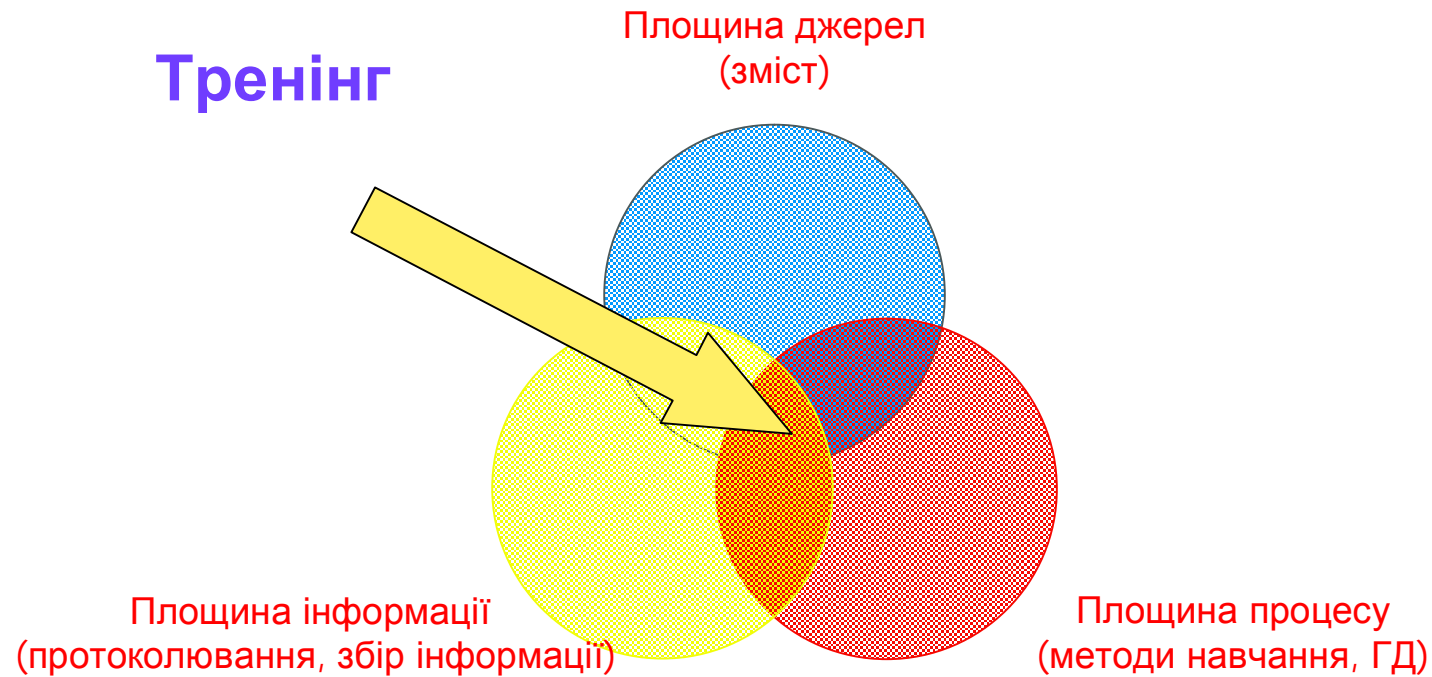 Площина джерел
(зміст)
Тренінг
Площина інформації
(протоколювання, збір інформації)
Площина процесу
(методи навчання, ГД)